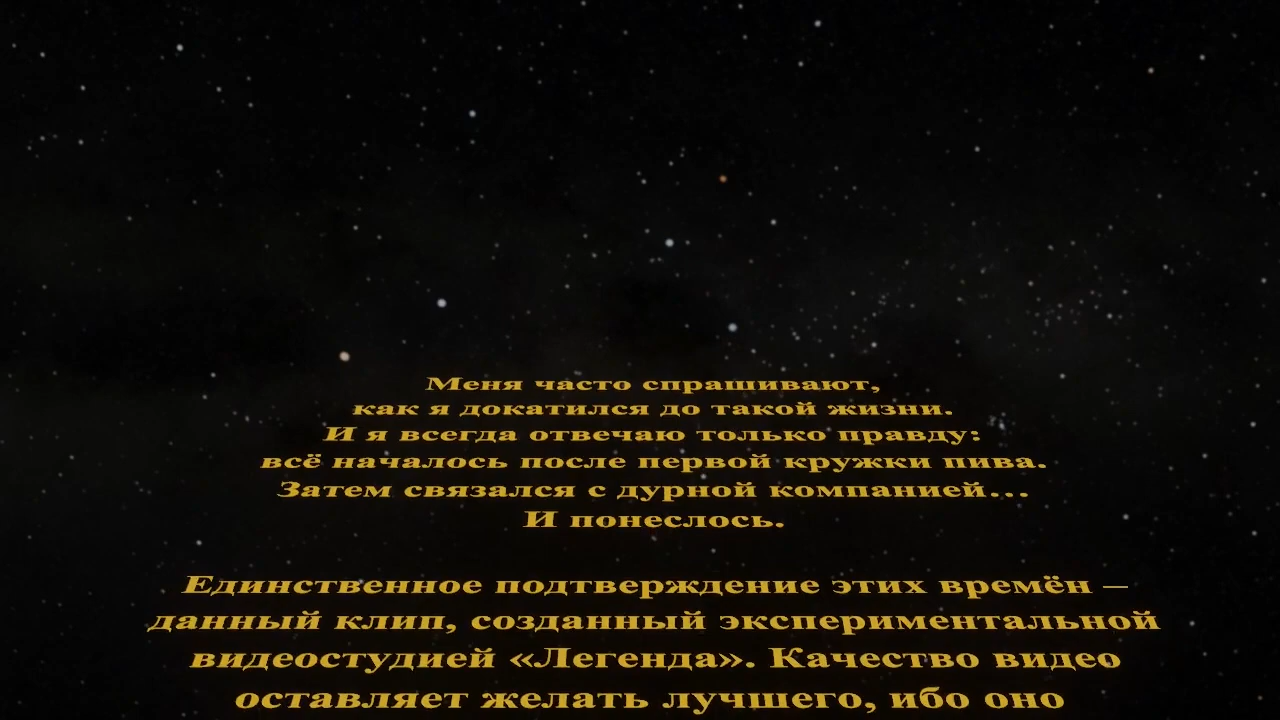 Меня часто спрашивают,
как я докатился до такой жизни.
И я всегда отвечаю только правду:
всё началось после первой кружки пива.
Затем связался с дурной компанией...
И понеслось.
Единственное подтверждение этих времён –
данный клип, созданный экспериментальной
видеостудией «Легенда». Качество видео
оставляет желать лучшего, ибо оно